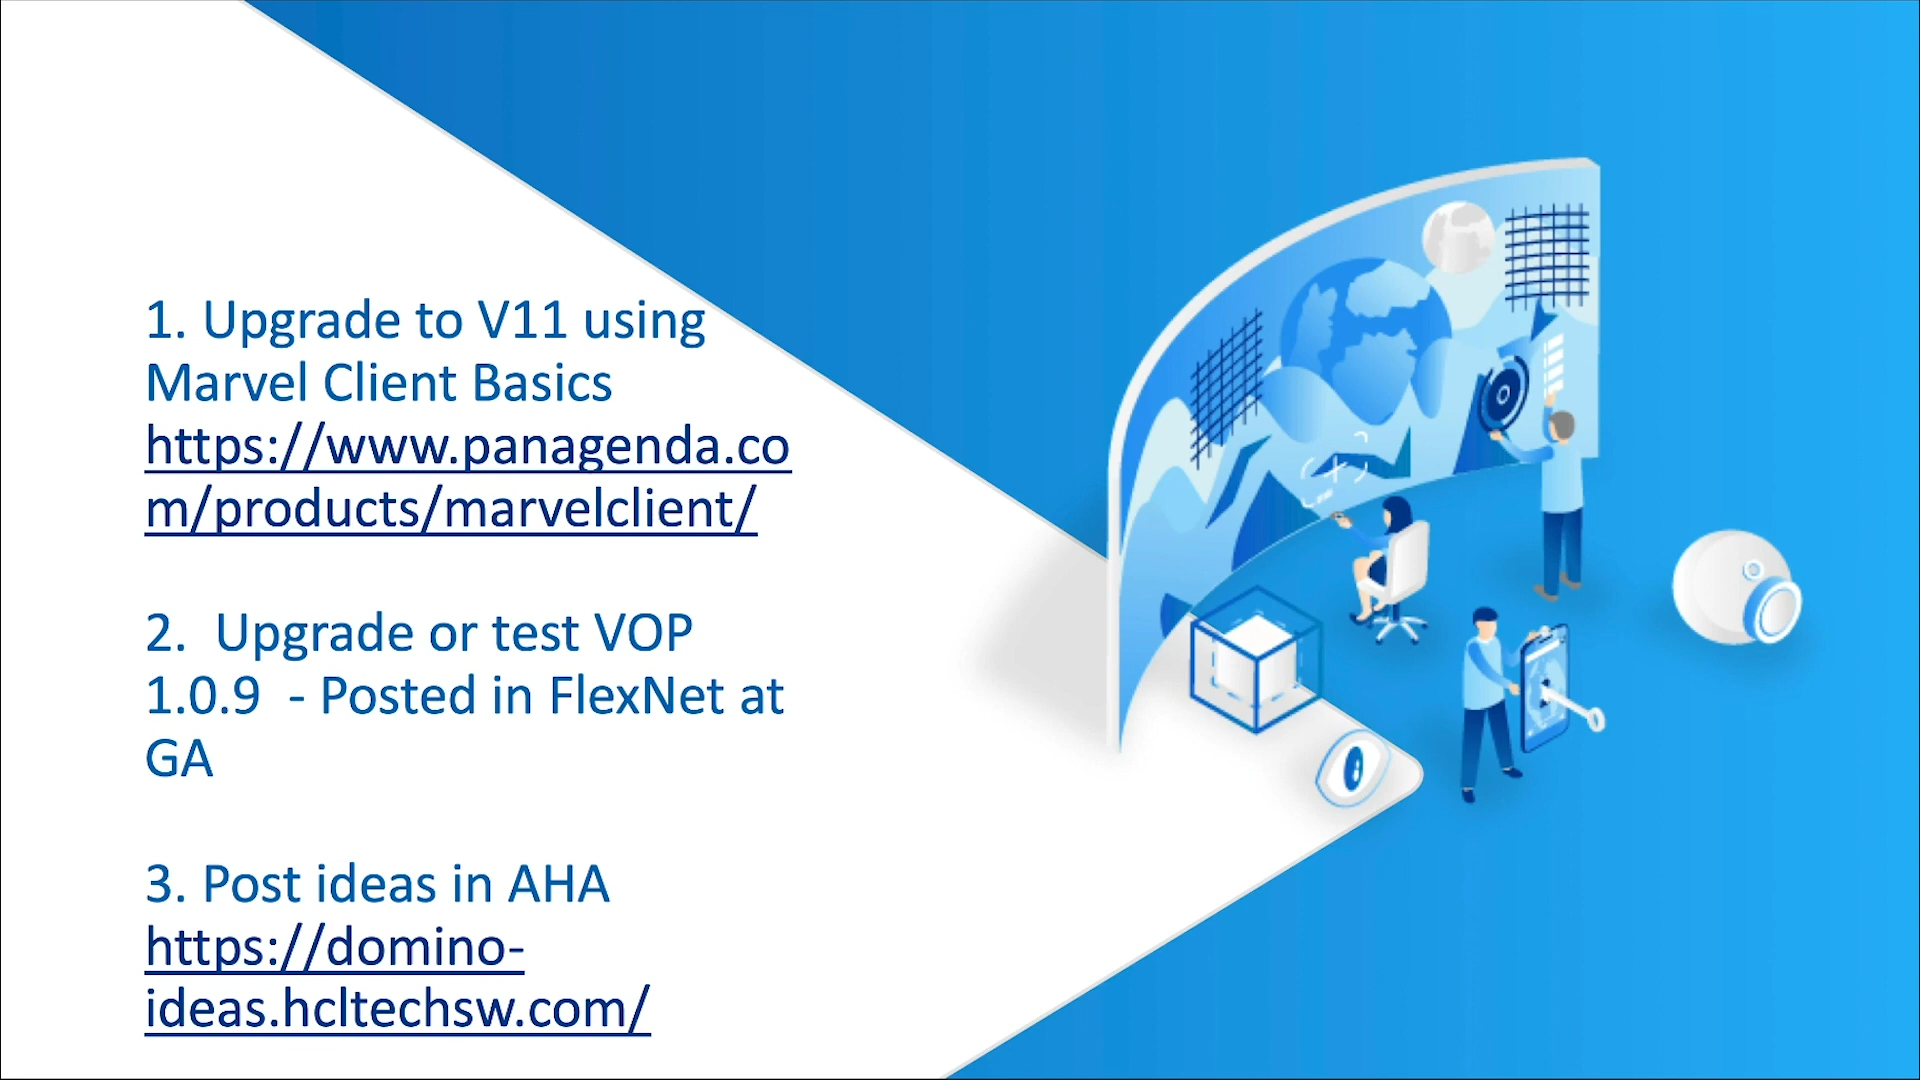 1. Upgrade to V11 using
Marvel Client Basics
https://www.panagenda.co
m/products/marvelclient/
2.  Upgrade or test VOP
1.0.9  - Posted in FlexNet at
GA
3. Post ideas in AHA
https://domino-
ideas.hcltechsw.com/